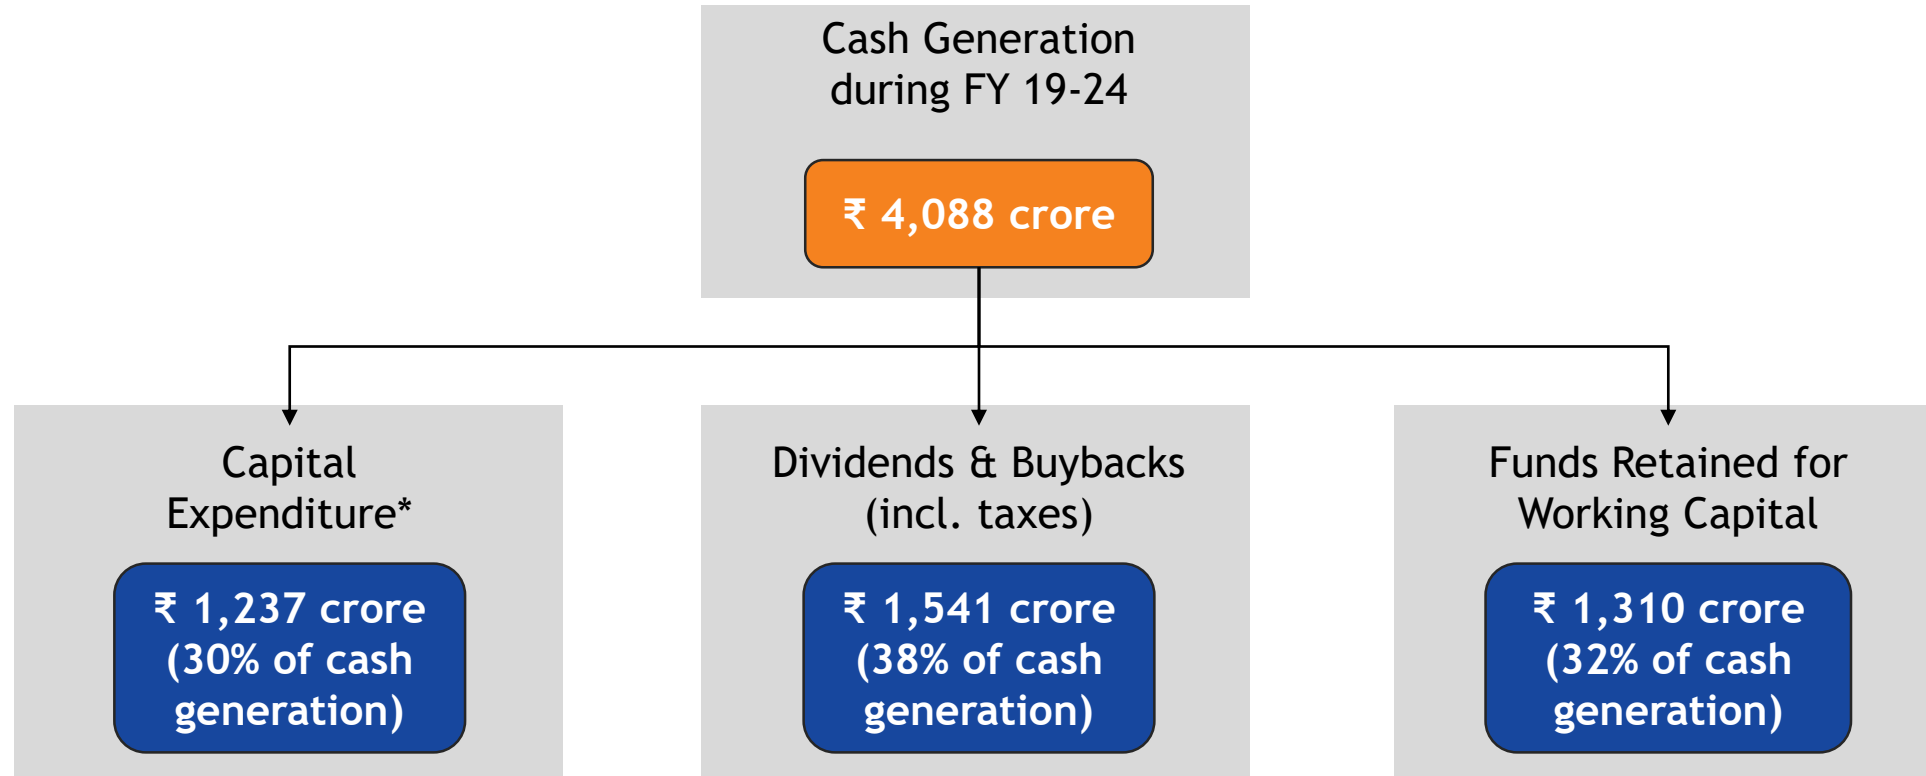 Cash Generation
during FY 19-24
₹ 4,088 crore
Capital
Expenditure*
₹ 1,237 crore
(30% of cash
generation)
Dividends & Buybacks
(incl. taxes)
₹ 1,541 crore
(38% of cash
generation)
Funds Retained for
Working Capital
₹ 1,310 crore
(32% of cash
generation)